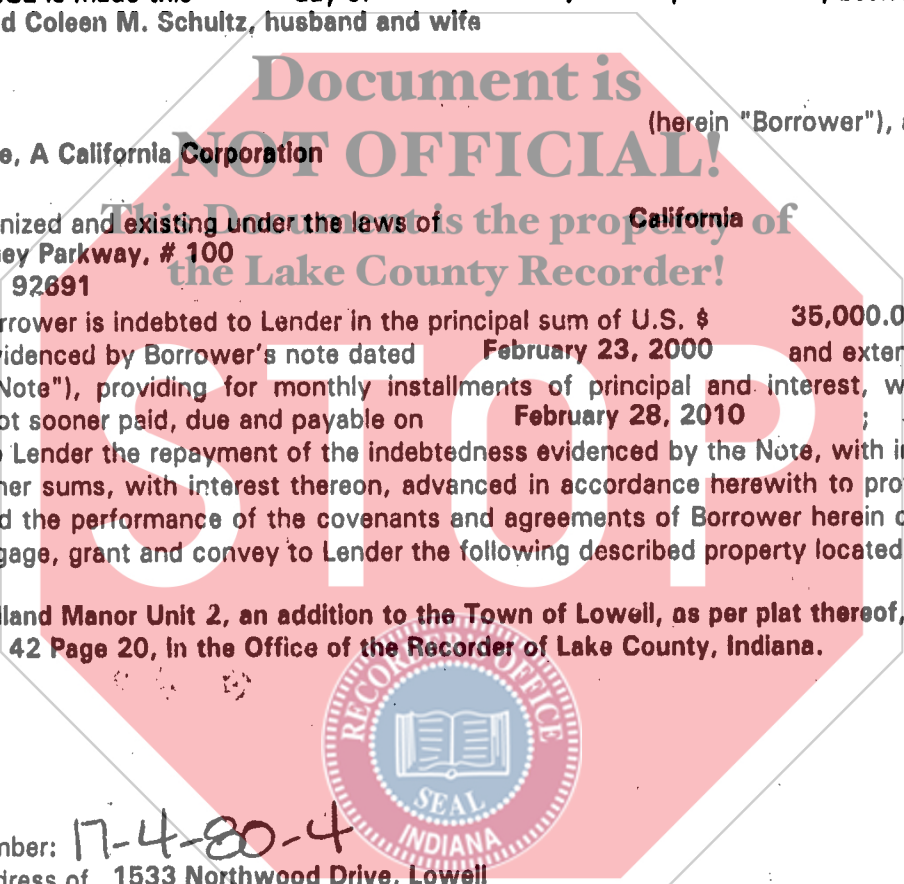 d Coleen M. Schultz, husband and wife
Document is
(herein "Borrower"),
NOT OFFICIAL!
e, A California Corporation
This Document is the property of
nized and existing under the laws of California
ey Parkway, # 100
the Lake County Recorder!
92691
rrower is indebted to Lender in the principal sum of U.S. $ 35,000.0
videnced by Borrower's note dated February 23, 2000 and exter
Note"), providing for monthly installments of principal and interest, w
ot sooner paid, due and payable on February 28, 2010 ;
Lender the repayment of the indebtedness evidenced by the Note, with i
her sums, with interest thereon, advanced in accordance herewith to pro
d the performance of the covenants and agreements of Borrower herein
gage, grant and convey to Lender the following described property located
STOP
lland Manor Unit 2, an addition to the Town of Lowell, as per plat thereof,
42 Page 20, in the Office of the Recorder of Lake County, Indiana.
RECORDER'S OFFICE
SEAL
INDIANA
mber: 17-4-80-4
dress of 1533 Northwood Drive, Lowell